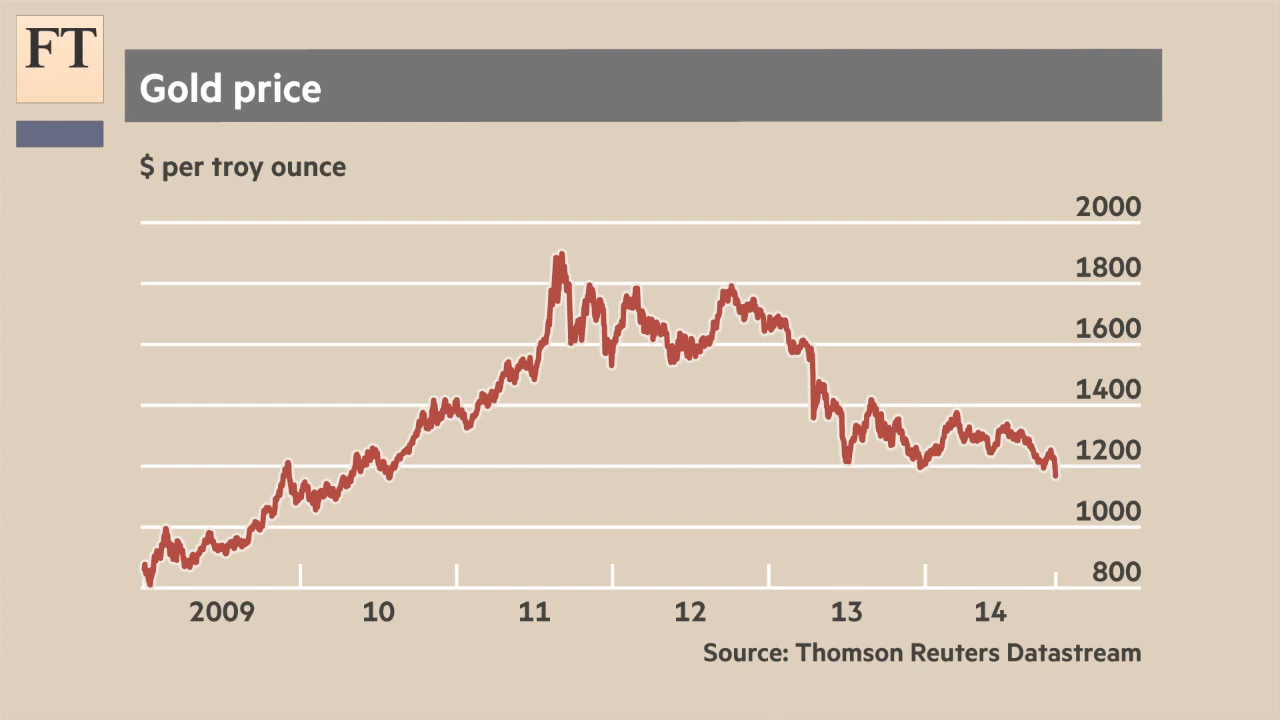 FT
Gold price
$ per troy ounce
2000
1800
1600
1400
1200
1000
800
2009 10 11 12 13 14
Source: Thomson Reuters Datastream